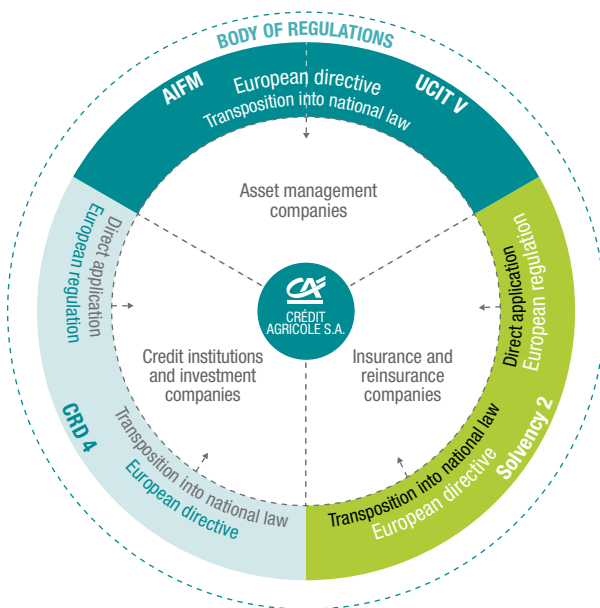 BODY OF REGULATIONS
AIFM
UCIT V
European directive
Transposition into national law
Asset management
companies
Direct application
European regulation
Direct application
European regulation
CA
CRÉDIT
AGRICOLE S.A.
Credit institutions
and investment
companies
Insurance and
reinsurance
companies
CRD 4
Transposition into national law
European directive
Transposition into national law
European directive
Solvency 2